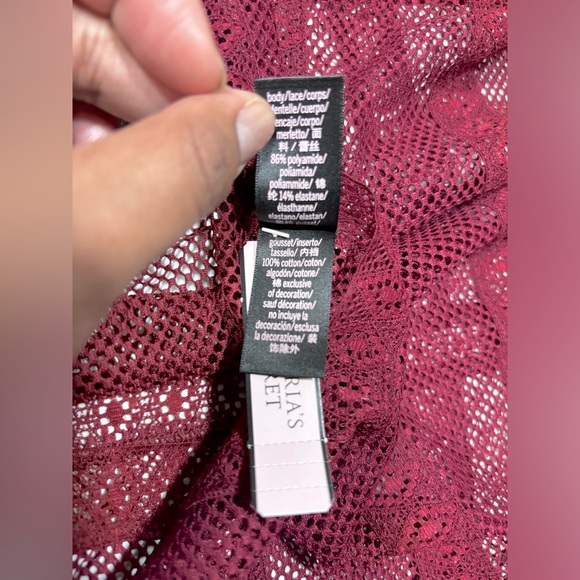 body/lace/corps/
dentelle/cuerpo/
encaje/corpo/
merletto/ 面
料 / 蕾丝
86% polyamide/
poliamida/
poliammide/ 锦
纶 14% elastane/
élasthanne/
elastano/elastan/
gousset/inserto/
tassello/ 内裆
100% cotton/coton/
algodón/cotone/
棉 exclusive
of decoration/
sauf décoration/
no incluye la
decoración/esclusa
la decorazione/ 装
饰除外
RIA'S
RET